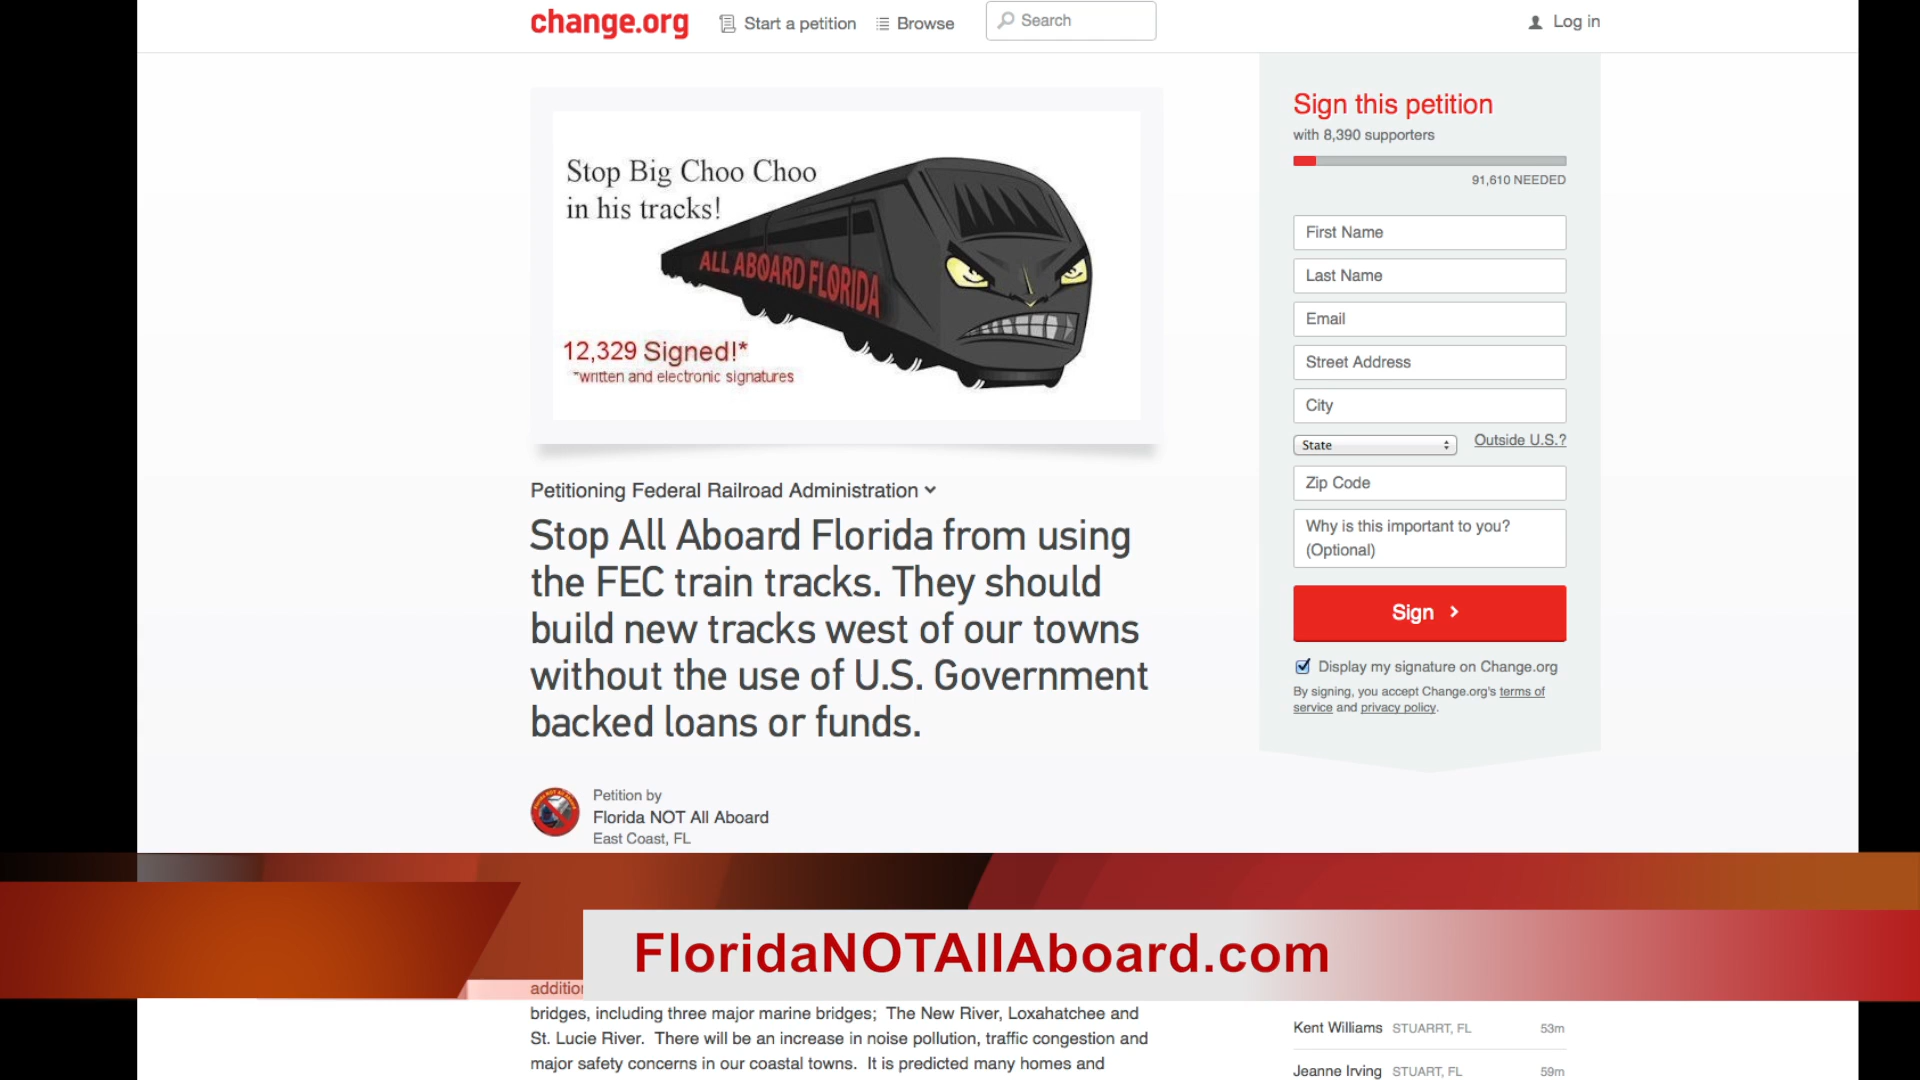 change.org
Start a petition
Browse
Search
Log in
Stop Big Choo Choo
in his tracks!
ALL ABOARD FLORIDA
12,329 Signed!*
*written and electronic signatures
Petitioning Federal Railroad Administration
Stop All Aboard Florida from using
the FEC train tracks. They should
build new tracks west of our towns
without the use of U.S. Government
backed loans or funds.
Petition by
Florida NOT All Aboard
East Coast, FL
Sign this petition
with 8,390 supporters
91,610 NEEDED
First Name
Last Name
Email
Street Address
City
State
Outside U.S.?
Zip Code
Why is this important to you?
(Optional)
Sign >
Display my signature on Change.org
By signing, you accept Change.org's terms of
service and privacy policy.
FloridaNOTAllAboard.com
bridges, including three major marine bridges; The New River, Loxahatchee and
St. Lucie River. There will be an increase in noise pollution, traffic congestion and
major safety concerns in our coastal towns. It is predicted many homes and
Kent Williams STUARRT, FL 53m
Jeanne Irving STUART, FL 59m